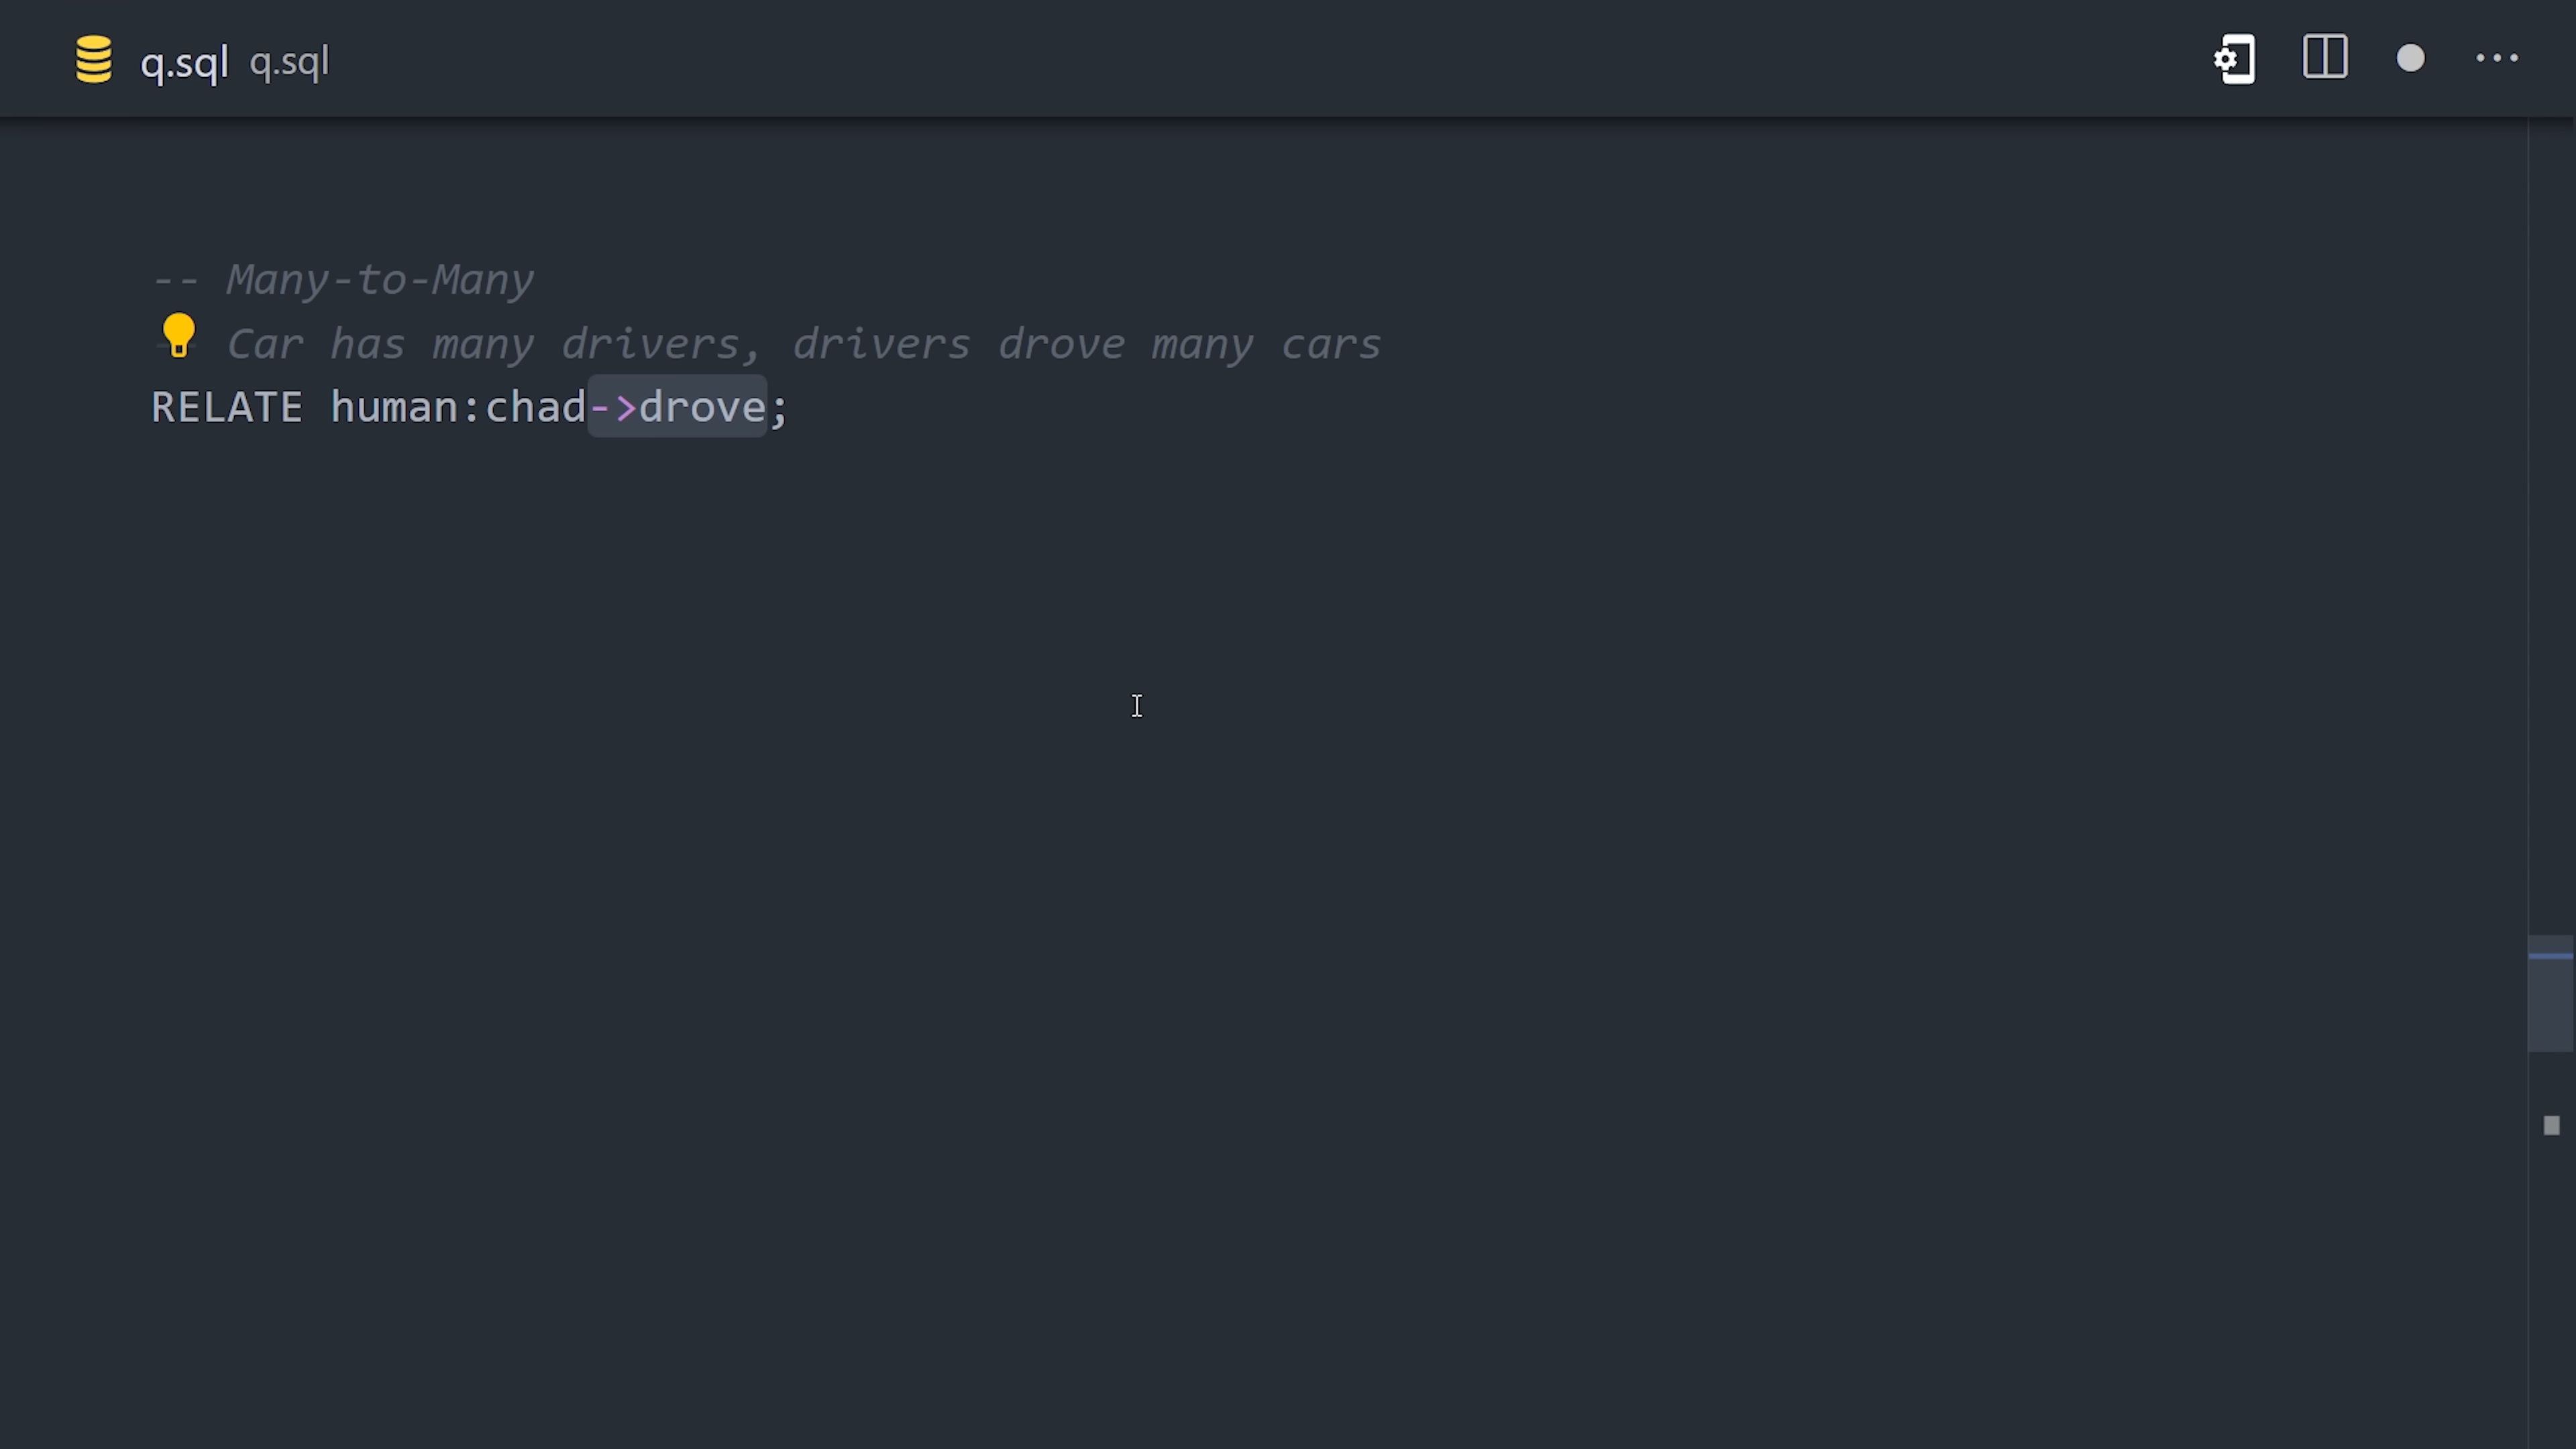 q.sql q.sql
-- Many-to-Many
Car has many drivers, drivers drove many cars
RELATE human:chad->drove;